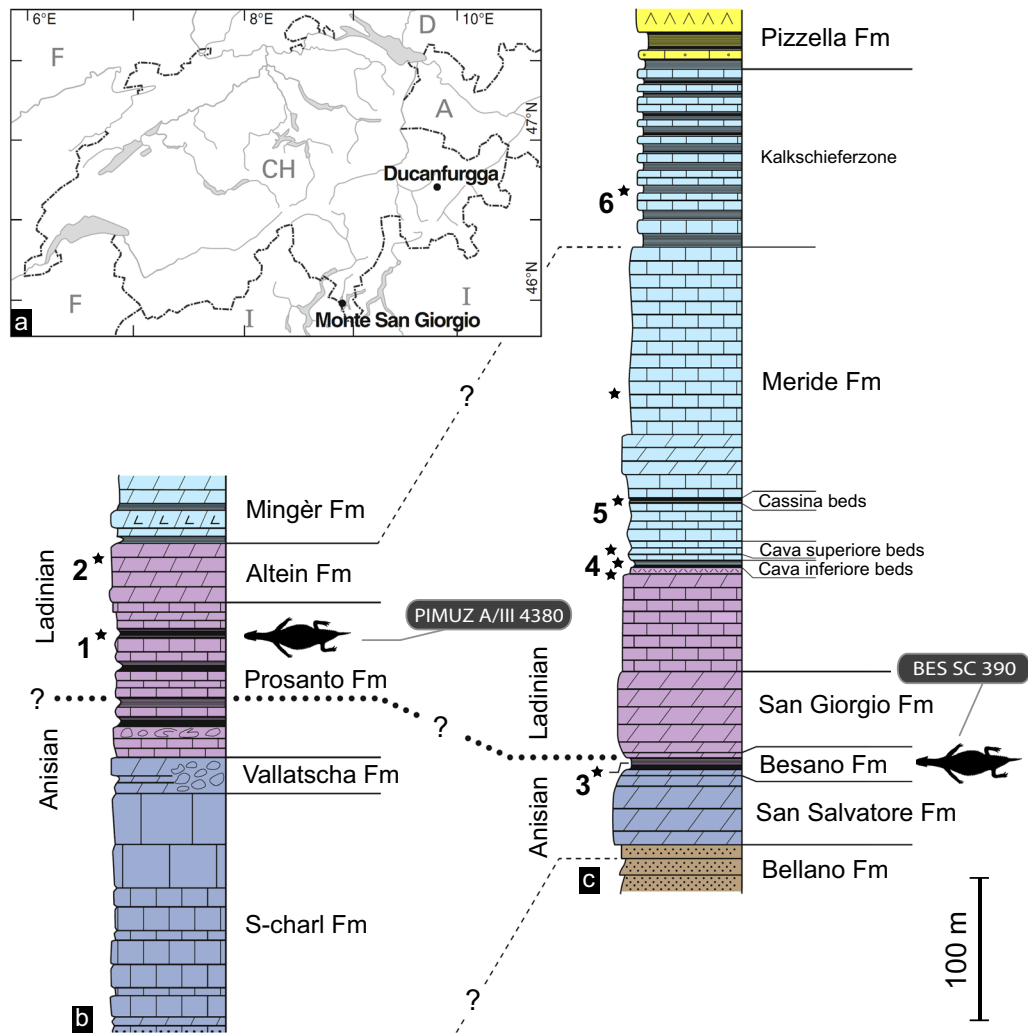 6°E
8°E
D
10°E
F
A
47°N
CH
Ducanfurgga
46°N
F
I
I
Monte San Giorgio
a
?
Mingèr Fm
2
Altein Fm
Ladinian
1
PIMUZ A/III 4380
Prosanto Fm
?
?
Anisian
Vallatscha Fm
S-charl Fm
b
?
Pizzella Fm
Kalkschieferzone
6
Meride Fm
5
Cassina beds
Cava superiore beds
4
Cava inferiore beds
Ladinian
BES SC 390
San Giorgio Fm
Besano Fm
3
Anisian
San Salvatore Fm
c
Bellano Fm
100 m